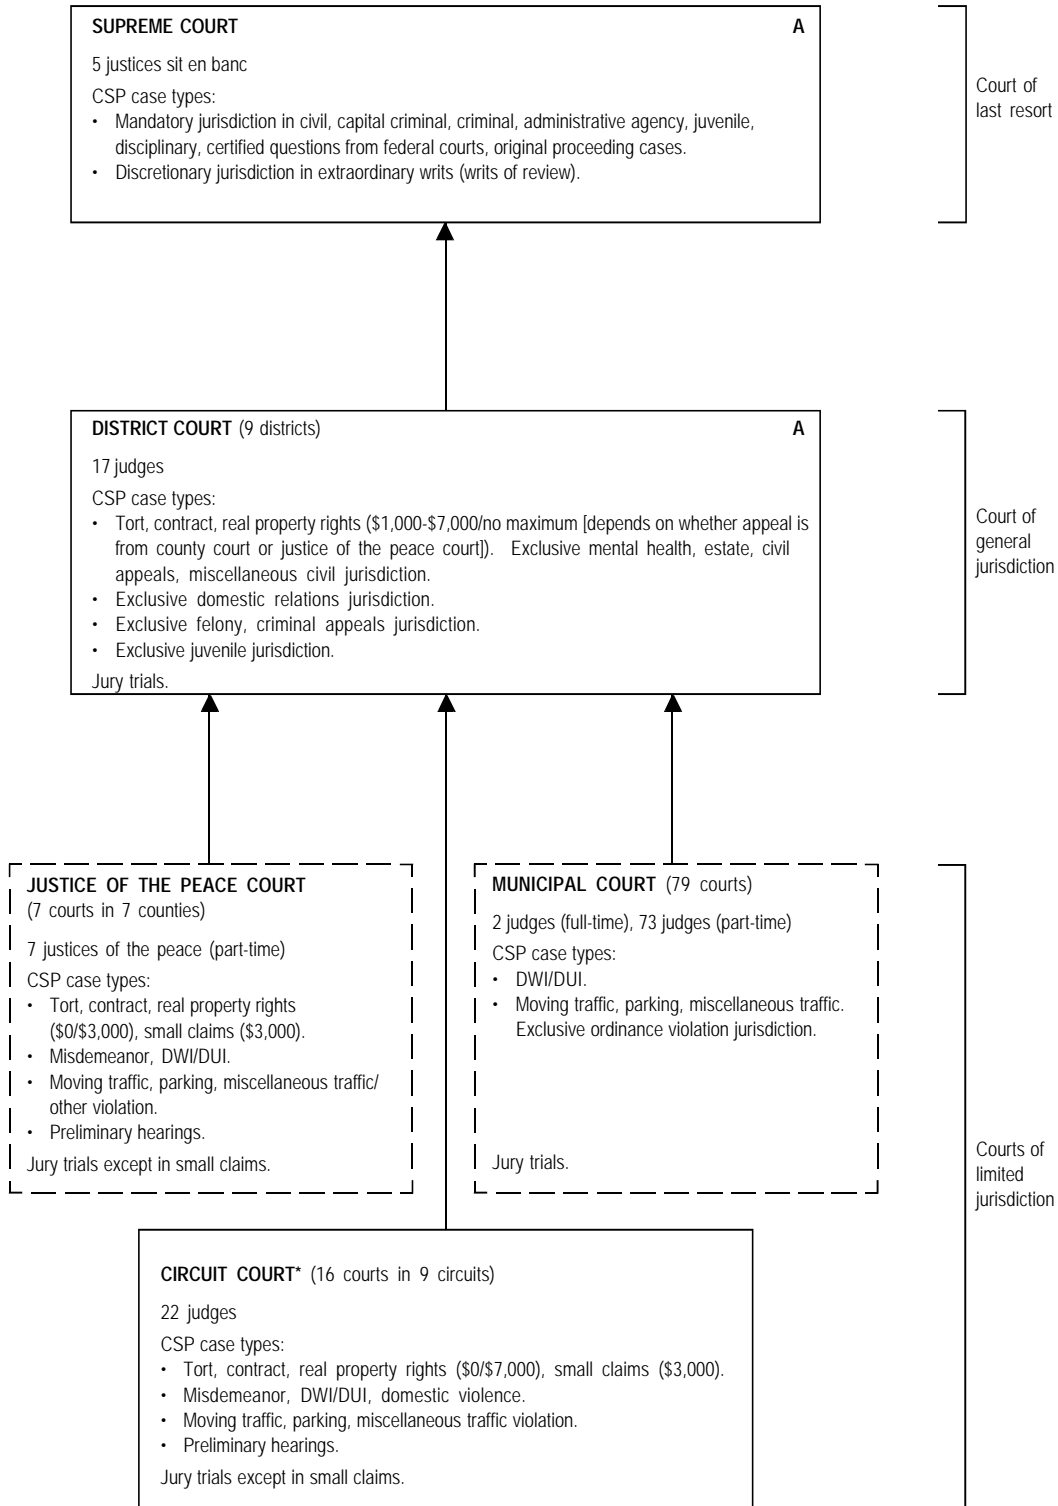 SUPREME COURT A
5 justices sit en banc
CSP case types:
• Mandatory jurisdiction in civil, capital criminal, criminal, administrative agency, juvenile,
disciplinary, certified questions from federal courts, original proceeding cases.
• Discretionary jurisdiction in extraordinary writs (writs of review).
Court of
last resort
DISTRICT COURT (9 districts) A
17 judges
CSP case types:
• Tort, contract, real property rights ($1,000-$7,000/no maximum [depends on whether appeal is
from county court or justice of the peace court]). Exclusive mental health, estate, civil
appeals, miscellaneous civil jurisdiction.
• Exclusive domestic relations jurisdiction.
• Exclusive felony, criminal appeals jurisdiction.
• Exclusive juvenile jurisdiction.
Jury trials.
Court of
general
jurisdiction
JUSTICE OF THE PEACE COURT
(7 courts in 7 counties)
7 justices of the peace (part-time)
CSP case types:
• Tort, contract, real property rights
($0/$3,000), small claims ($3,000).
• Misdemeanor, DWI/DUI.
• Moving traffic, parking, miscellaneous traffic/
other violation.
• Preliminary hearings.
Jury trials except in small claims.
MUNICIPAL COURT (79 courts)
2 judges (full-time), 73 judges (part-time)
CSP case types:
• DWI/DUI.
• Moving traffic, parking, miscellaneous traffic.
Exclusive ordinance violation jurisdiction.
Jury trials.
Courts of
limited
jurisdiction
CIRCUIT COURT* (16 courts in 9 circuits)
22 judges
CSP case types:
• Tort, contract, real property rights ($0/$7,000), small claims ($3,000).
• Misdemeanor, DWI/DUI, domestic violence.
• Moving traffic, parking, miscellaneous traffic violation.
• Preliminary hearings.
Jury trials except in small claims.